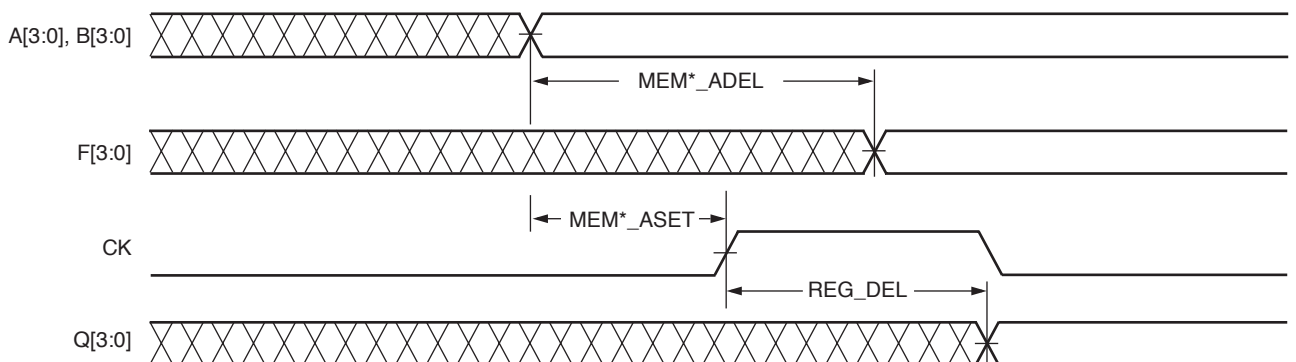 A[3:0], B[3:0]
MEM*_ADEL
F[3:0]
MEM*_ASET
CK
REG_DEL
Q[3:0]